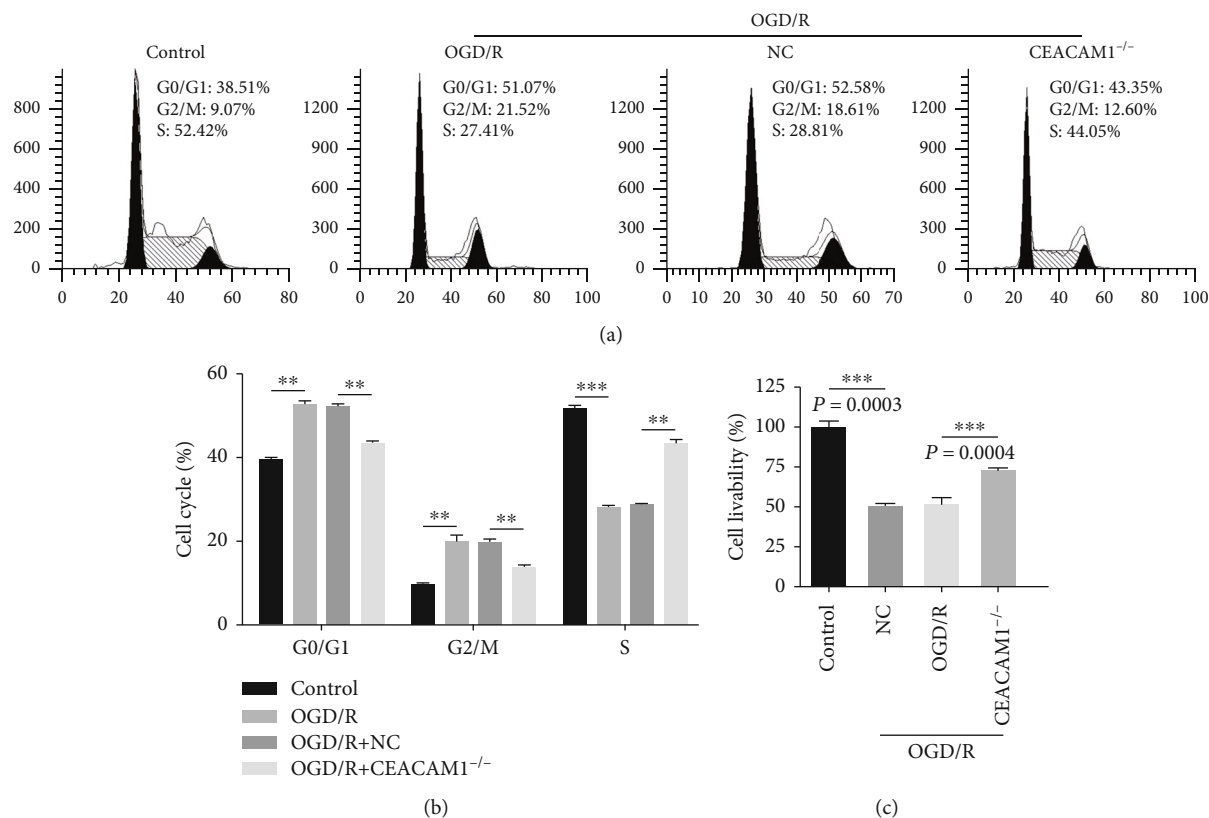 OGD/R
Control
OGD/R
NC
CEACAM1−/−
G0/G1: 38.51%
G2/M: 9.07%
S: 52.42%
G0/G1: 51.07%
G2/M: 21.52%
S: 27.41%
G0/G1: 52.58%
G2/M: 18.61%
S: 28.81%
G0/G1: 43.35%
G2/M: 12.60%
S: 44.05%
800
600
400
200
0
0 20 40 60 80
1200
900
600
300
0
0 20 40 60 80 100
1200
900
600
300
0
0 10 20 30 40 50 60 70
1200
900
600
300
0
0 20 40 60 80 100
(a)
Cell cycle (%)
60
40
20
0
** ** ** ** *** **
G0/G1 G2/M S
Control
OGD/R
OGD/R+NC
OGD/R+CEACAM1−/−
(b)
Cell livability (%)
125
100
75
50
25
0
***
P = 0.0003
***
P = 0.0004
Control
NC
OGD/R
CEACAM1−/−
OGD/R
(c)